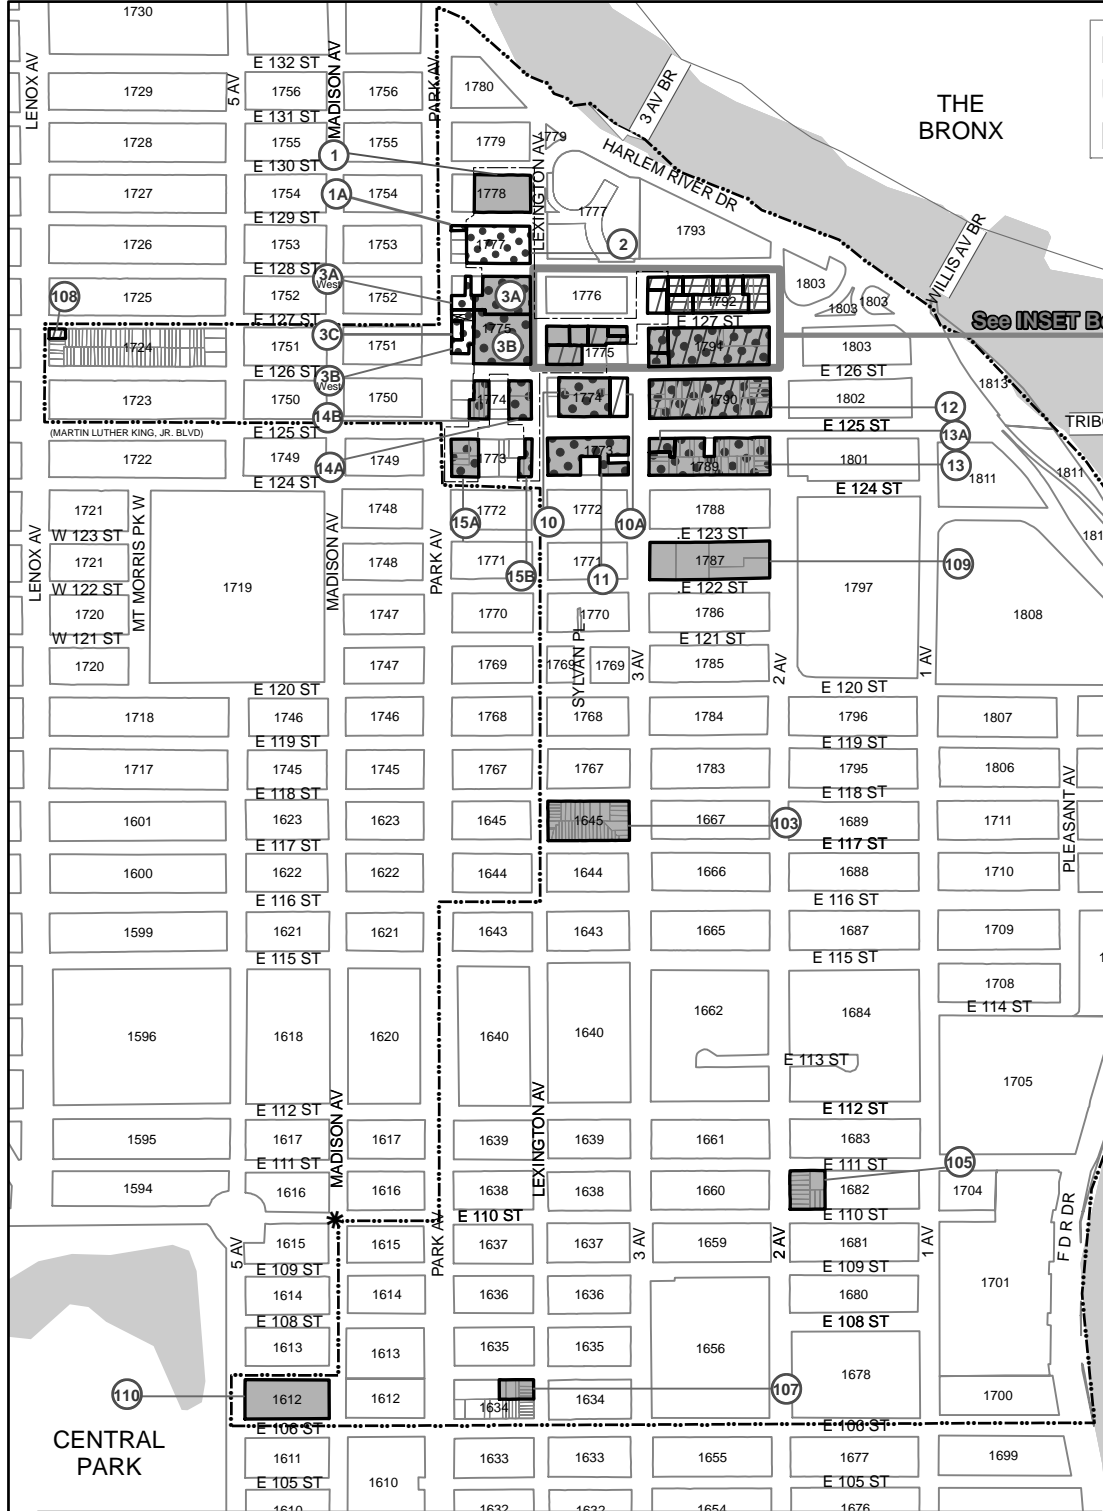 1730
E 132 ST
LENOX AV
5 AV
MADISON AV
PARK AV
1729
1756
1756
1780
3 AV BR
THE
BRONX
E 131 ST
1728
1755
1755
1779
1779
LEXINGTON AV
HARLEM RIVER DR
1
E 130 ST
1727
1754
1754
1778
1777
1A
E 129 ST
1726
1753
1753
1777
2
1793
WILLIS AV BR
E 128 ST
3A
West
108
1725
1752
1752
3A
1776
1792
1803
1803
1803
E 127 ST
E 127 ST
See INSET B
3C
1724
1751
1751
1775
3B
1775
1794
1803
E 126 ST
E 126 ST
3B
West
1813
1723
1750
1750
1774
1774
1790
1802
12
14B
TRIB
(MARTIN LUTHER KING, JR. BLVD)
E 125 ST
E 125 ST
13A
1722
1749
1749
1773
1773
1789
1801
13
1811
1811
14A
E 124 ST
E 124 ST
1721
1748
1772
1772
1788
15A
10
10A
W 123 ST
.E 123 ST
181
LENOX AV
MT MORRIS PK W
MADISON AV
PARK AV
1721
1719
1748
1771
1771
1787
1797
109
15B
11
W 122 ST
.E 122 ST
1720
1747
1770
1770
1786
1808
W 121 ST
E 121 ST
SYLVAN PL
3 AV
2 AV
1 AV
1720
1747
1769
1769
1769
1785
E 120 ST
E 120 ST
1718
1746
1746
1768
1768
1784
1796
1807
E 119 ST
E 119 ST
1717
1745
1745
1767
1767
1783
1795
1806
PLEASANT AV
E 118 ST
E 118 ST
1601
1623
1623
1645
1645
1667
103
1689
1711
E 117 ST
E 117 ST
1600
1622
1622
1644
1644
1666
1688
1710
E 116 ST
E 116 ST
1599
1621
1621
1643
1643
1665
1687
1709
E 115 ST
E 115 ST
1708
E 114 ST
1596
1618
1620
1640
1640
1662
1684
E 113 ST
1705
MADISON AV
LEXINGTON AV
E 112 ST
E 112 ST
1595
1617
1617
1639
1639
1661
1683
E 111 ST
E 111 ST
105
1594
1616
1616
1638
1638
1660
1682
1704
E 110 ST
E 110 ST
5 AV
PARK AV
3 AV
2 AV
1 AV
F D R DR
1615
1615
1637
1637
1659
1681
E 109 ST
E 109 ST
1614
1614
1636
1636
1680
1701
E 108 ST
E 108 ST
1613
1613
1635
1635
1656
1678
110
1612
1612
1634
1634
107
1700
E 106 ST
E 106 ST
CENTRAL
PARK
1611
1610
1633
1633
1655
1677
1699
E 105 ST
E 105 ST
1610
1632
1632
1654
1676